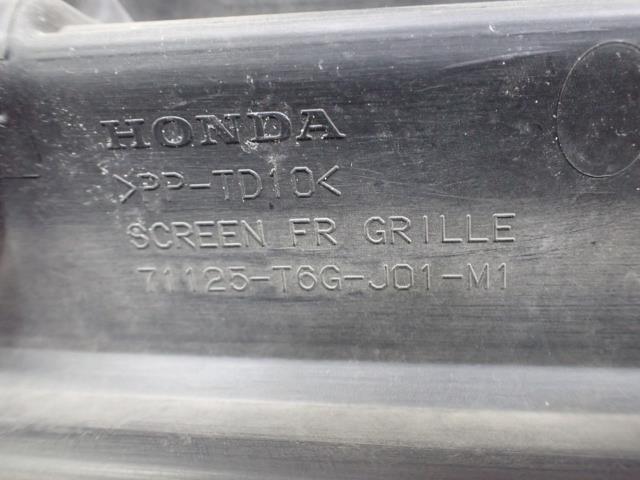 HONDA
>PP-TD10<
SCREEN FR GRILLE
71125-T6G-J01-M1